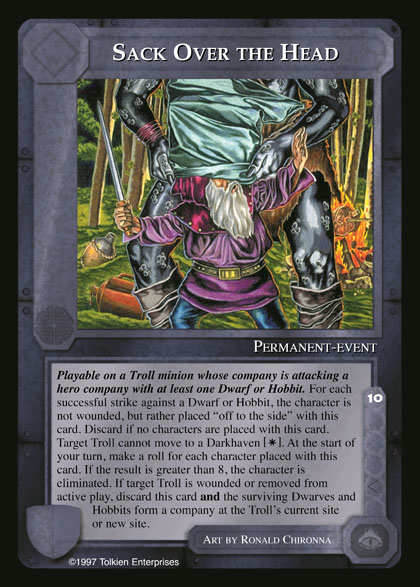 SACK OVER THE HEAD
PERMANENT-EVENT
Playable on a Troll minion whose company is attacking a
hero company with at least one Dwarf or Hobbit. For each
successful strike against a Dwarf or Hobbit, the character is
not wounded, but rather placed “off to the side” with this
card. Discard if no characters are placed with this card.
Target Troll cannot move to a Darkhaven [✷]. At the start of
your turn, make a roll for each character placed with this
card. If the result is greater than 8, the character is
eliminated. If target Troll is wounded or removed from
active play, discard this card and the surviving Dwarves and
Hobbits form a company at the Troll's current site
or new site.
10
ART BY RONALD CHIRONNA
©1997 Tolkien Enterprises